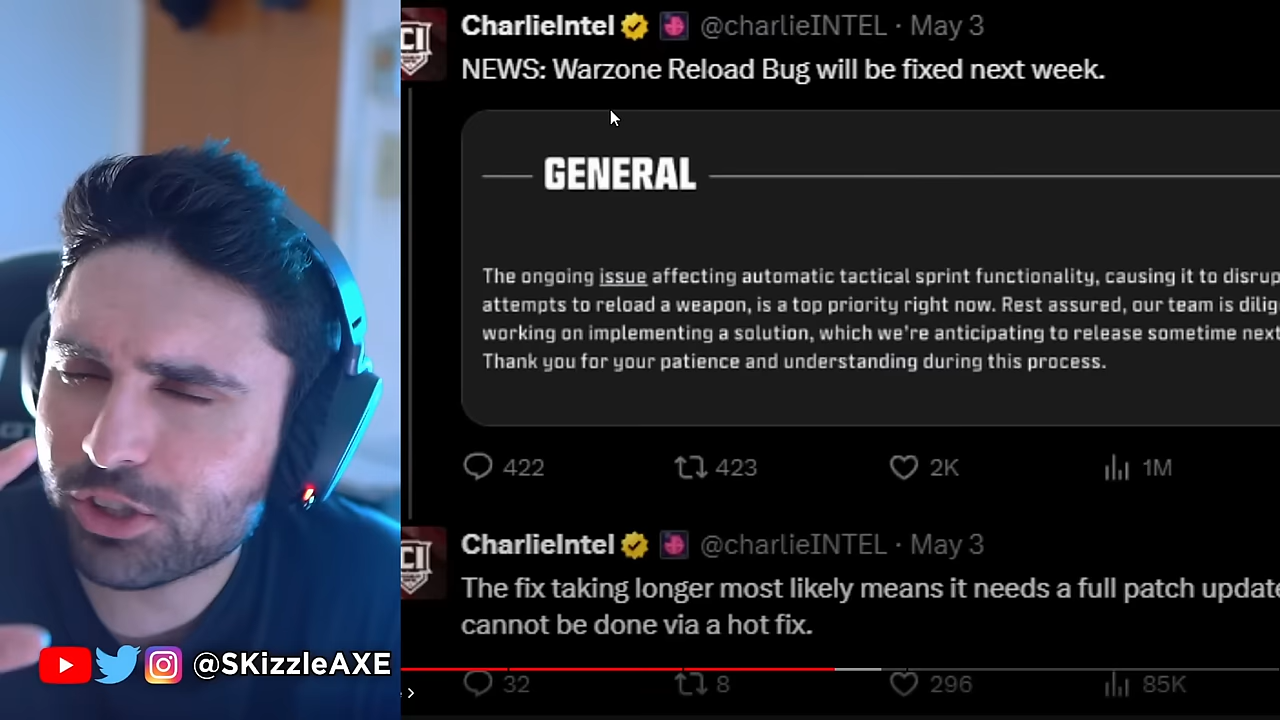 CharlieIntel @charlieINTEL · May 3
NEWS: Warzone Reload Bug will be fixed next week.
GENERAL
The ongoing issue affecting automatic tactical sprint functionality, causing it to disrup
attempts to reload a weapon, is a top priority right now. Rest assured, our team is dilig
working on implementing a solution, which we're anticipating to release sometime next
Thank you for your patience and understanding during this process.
422 423 2K 1M
CharlieIntel @charlieINTEL · May 3
The fix taking longer most likely means it needs a full patch update
cannot be done via a hot fix.
32 8 296 85K
@SKizzleAXE
CI
CI